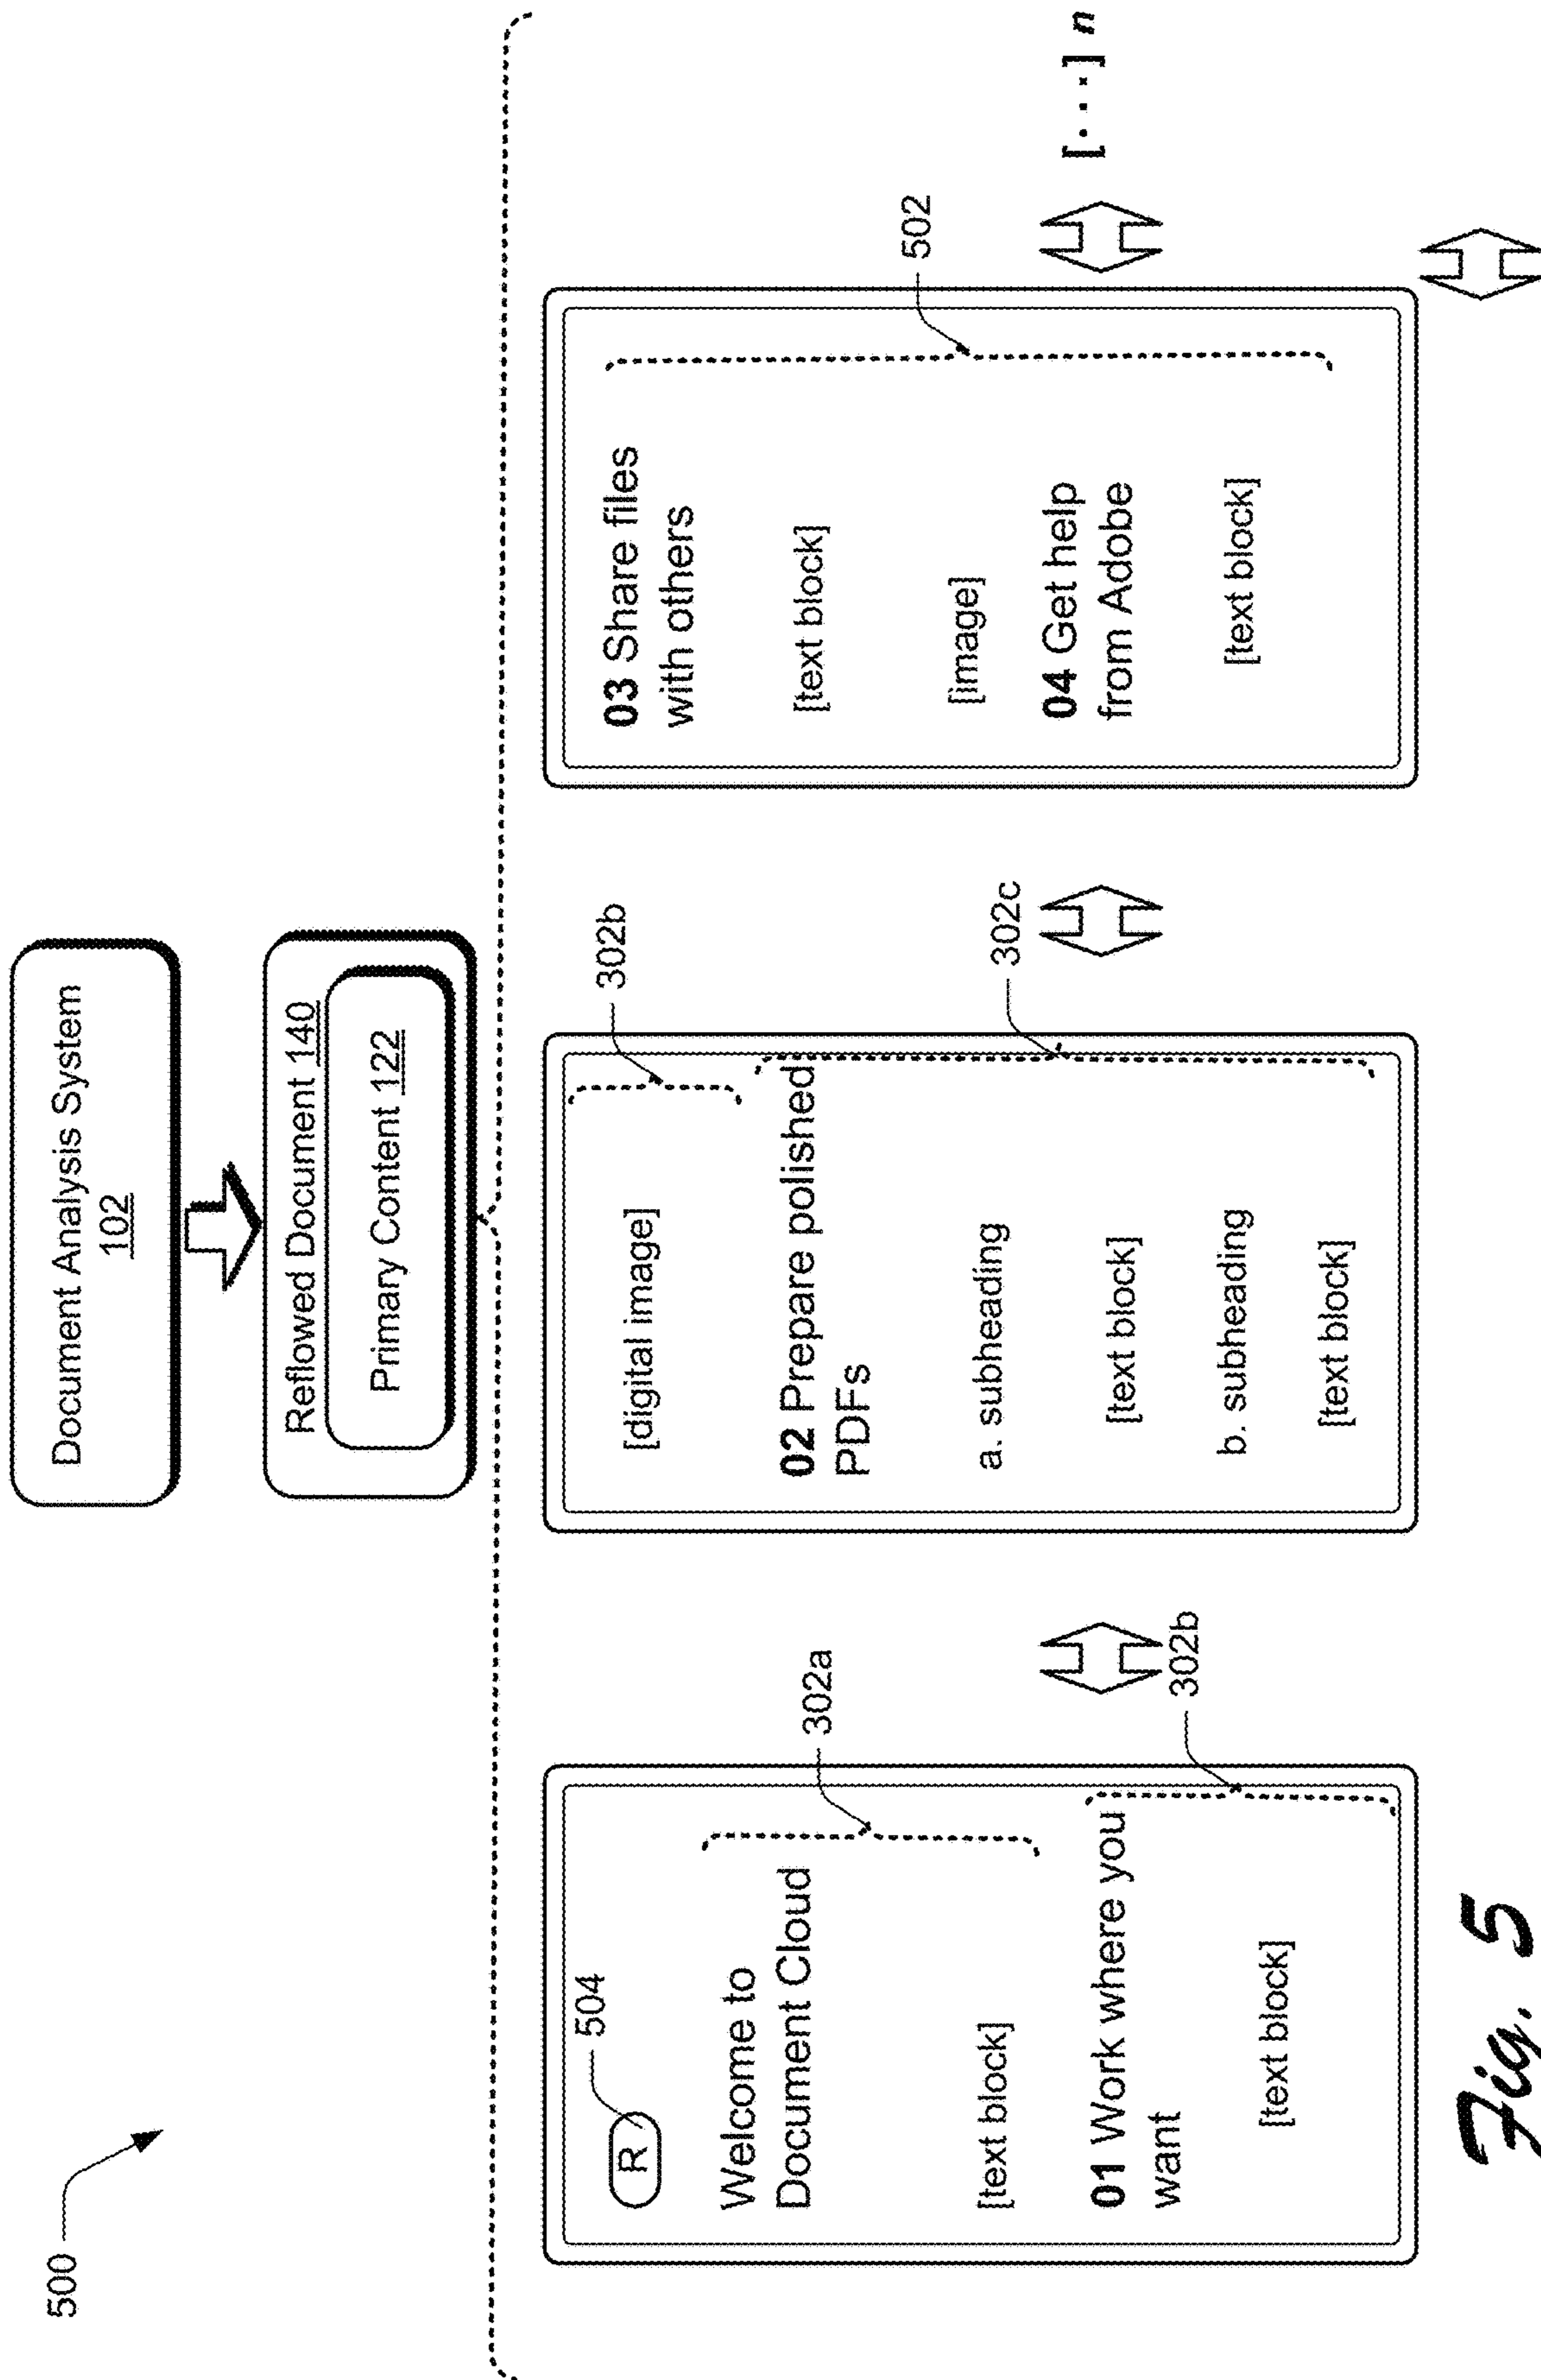 500
Document Analysis System
102
Reflowed Document 140
Primary Content 122
504
R
Welcome to
Document Cloud
302a
[text block]
01 Work where you
want
302b
[text block]
302b
[digital image]
02 Prepare polished
PDFs
302c
a. subheading
[text block]
b. subheading
[text block]
03 Share files
with others
502
[text block]
[image]
04 Get help
from Adobe
[text block]
[...] n
Fig. 5